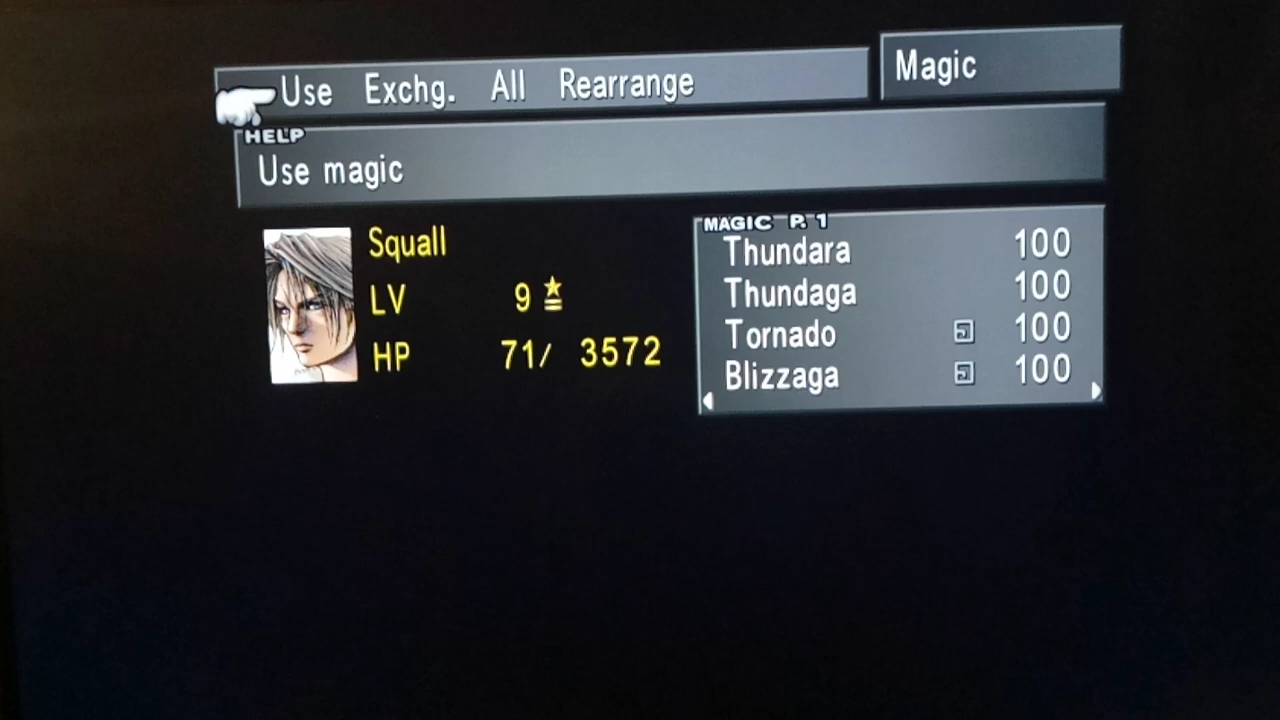 Use Exchg. All Rearrange
Magic
HELP
Use magic
Squall
LV 9
HP 71/ 3572
MAGIC P. 1
Thundara 100
Thundaga 100
Tornado 100
Blizzaga 100